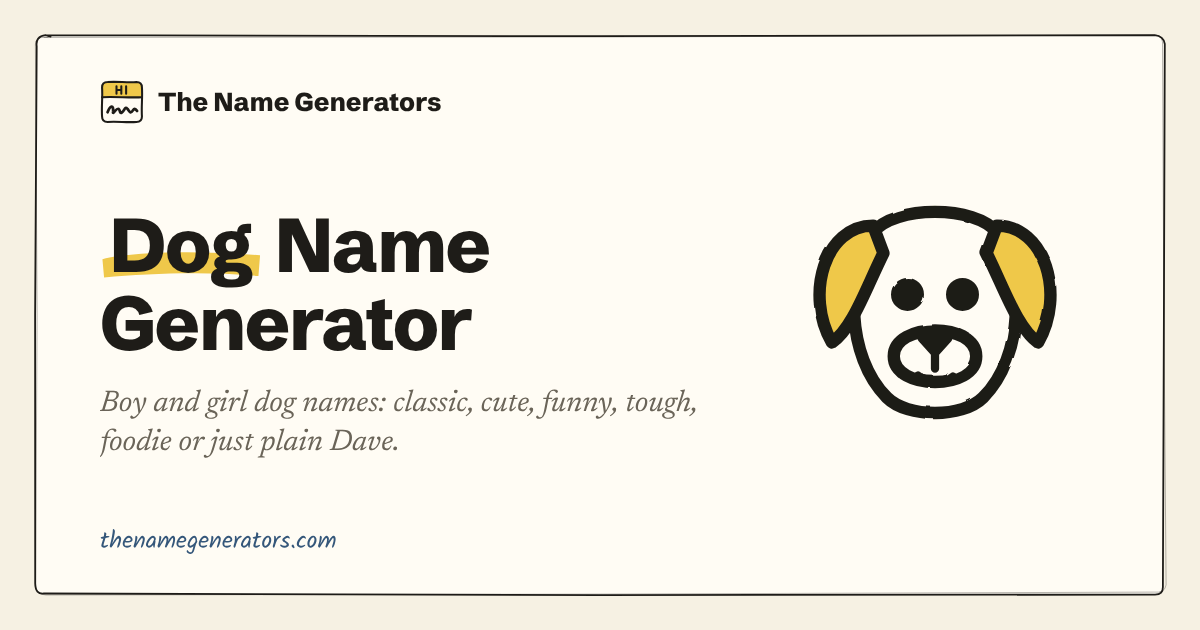 HI
The Name Generators
Dog Name
Generator
Boy and girl dog names: classic, cute, funny, tough,
foodie or just plain Dave.
thenamegenerators.com